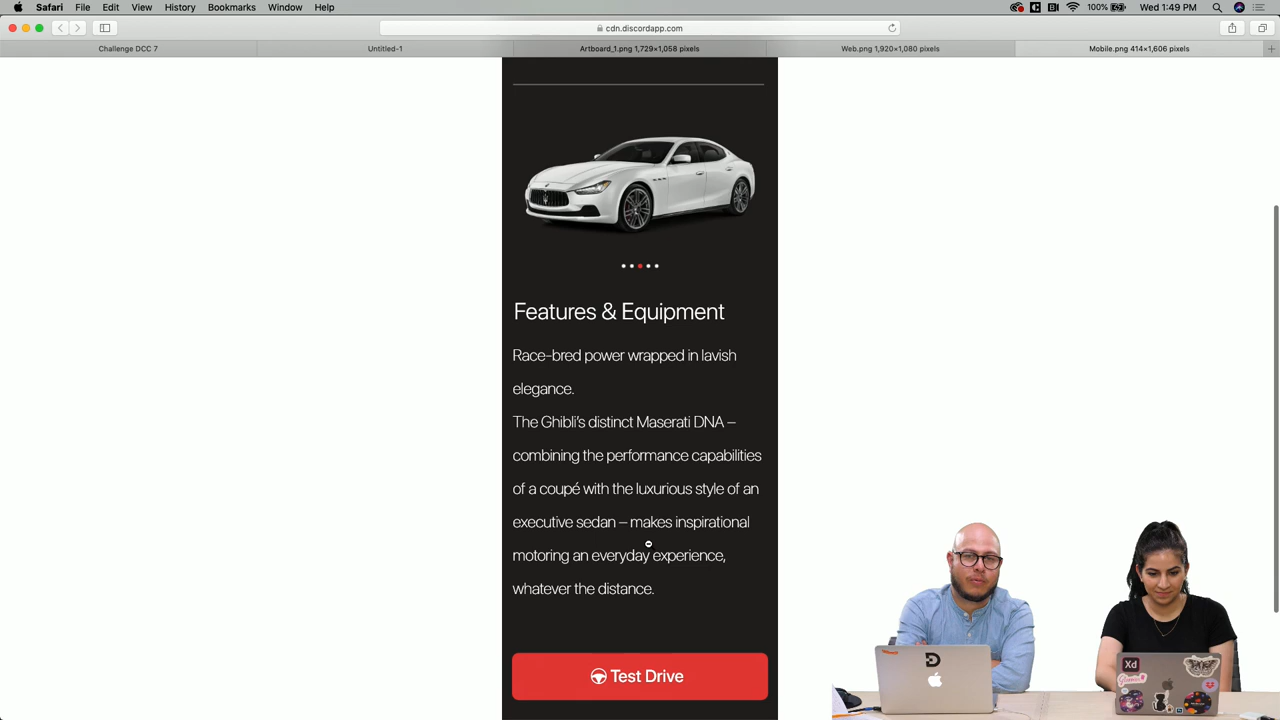 Safari File Edit View History Bookmarks Window Help
100% Wed 1:49 PM
cdn.discordapp.com
Challenge DCC 7
Untitled-1
Artboard_1.png 1,729×1,058 pixels
Web.png 1,920×1,080 pixels
Mobile.png 414×1,606 pixels
Features & Equipment
Race-bred power wrapped in lavish
elegance.
The Ghibli's distinct Maserati DNA –
combining the performance capabilities
of a coupé with the luxurious style of an
executive sedan – makes inspirational
motoring an everyday experience,
whatever the distance.
Test Drive
Xd